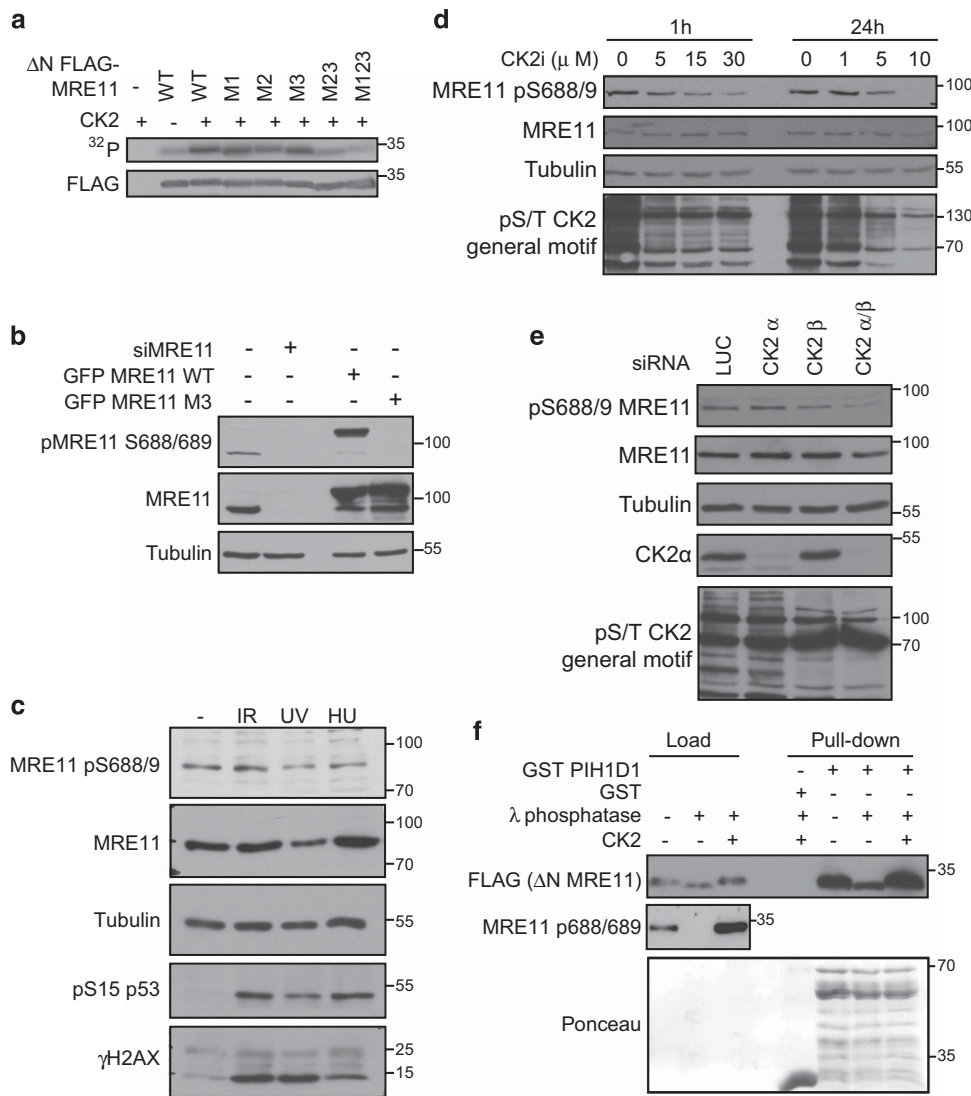 a
ΔN FLAG-
MRE11
- WT WT M1 M2 M3 M23 M123
CK2 + - + + + + + +
32P
35
FLAG
35
b
siMRE11 - + - -
GFP MRE11 WT - - + -
GFP MRE11 M3 - - - +
pMRE11 S688/689
100
MRE11
100
Tubulin
55
c
- IR UV HU
MRE11 pS688/9
100
70
MRE11
100
70
Tubulin
55
pS15 p53
55
γH2AX
25
15
d
1h 24h
CK2i (μ M) 0 5 15 30 0 1 5 10
MRE11 pS688/9
100
MRE11
100
Tubulin
55
pS/T CK2
general motif
130
70
e
siRNA LUC CK2 α CK2 β CK2 α/β
pS688/9 MRE11
100
MRE11
100
Tubulin
55
CK2α
55
pS/T CK2
general motif
100
70
f
Load Pull-down
GST PIH1D1 - + + +
GST + - - -
λ phosphatase - + + + - + +
CK2 - - + + - - +
FLAG (ΔN MRE11)
35
MRE11 p688/689
35
Ponceau
70
35